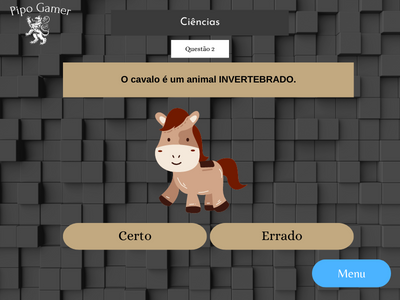 Pipo Gamer
Ciências
Questão 2
O cavalo é um animal INVERTEBRADO.
Certo
Errado
Menu